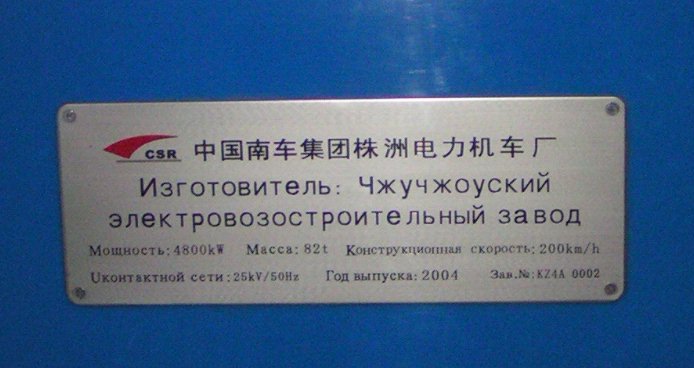 CSR 中国南车集团株洲电力机车厂
Изготовитель: Чжучжоуский
электровозостроительный завод
Мощность:4800kW Масса:82t Конструкционная скорость:200km/h
Uконтактной сети:25kV/50Hz Год выпуска:2004 Зав.№:KZ4A 0002